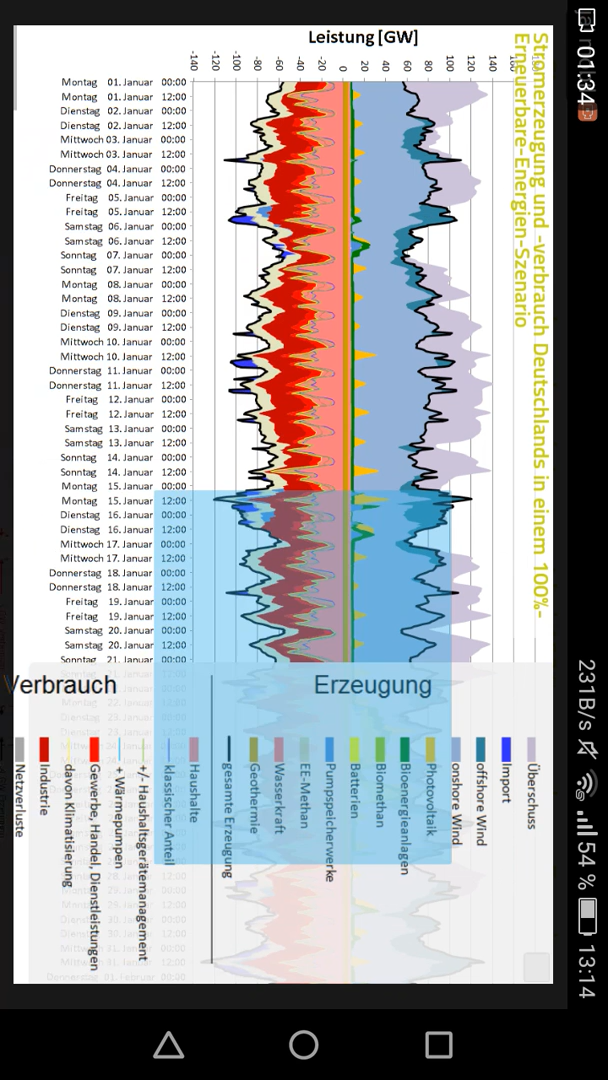 01:34
231B/s 54 % 13:14
Stromerzeugung und -verbrauch Deutschlands in einem 100%-
Erneuerbare-Energien-Szenario
Leistung [GW]
-140 -120 -100 -80 -60 -40 -20 0 20 40 60 80 100 120 140
Montag 01. Januar 00:00
Montag 01. Januar 12:00
Dienstag 02. Januar 00:00
Dienstag 02. Januar 12:00
Mittwoch 03. Januar 00:00
Mittwoch 03. Januar 12:00
Donnerstag 04. Januar 00:00
Donnerstag 04. Januar 12:00
Freitag 05. Januar 00:00
Freitag 05. Januar 12:00
Samstag 06. Januar 00:00
Samstag 06. Januar 12:00
Sonntag 07. Januar 00:00
Sonntag 07. Januar 12:00
Montag 08. Januar 00:00
Montag 08. Januar 12:00
Dienstag 09. Januar 00:00
Dienstag 09. Januar 12:00
Mittwoch 10. Januar 00:00
Mittwoch 10. Januar 12:00
Donnerstag 11. Januar 00:00
Donnerstag 11. Januar 12:00
Freitag 12. Januar 00:00
Freitag 12. Januar 12:00
Samstag 13. Januar 00:00
Samstag 13. Januar 12:00
Sonntag 14. Januar 00:00
Sonntag 14. Januar 12:00
Montag 15. Januar 00:00
Montag 15. Januar 12:00
Dienstag 16. Januar 00:00
Dienstag 16. Januar 12:00
Mittwoch 17. Januar 00:00
Mittwoch 17. Januar 12:00
Donnerstag 18. Januar 00:00
Donnerstag 18. Januar 12:00
Freitag 19. Januar 00:00
Freitag 19. Januar 12:00
Samstag 20. Januar 00:00
Samstag 20. Januar 12:00
Sonntag 21. Januar 00:00
Erzeugung
Überschuss
Import
offshore Wind
onshore Wind
Photovoltaik
Bioenergieanlagen
Biomethan
Batterien
Pumpspeicherwerke
EE-Methan
Wasserkraft
Geothermie
gesamte Erzeugung
Verbrauch
Haushalte
klassischer Anteil
+/- Haushaltsgerätemanagement
+ Wärmepumpen
Gewerbe, Handel, Dienstleistungen
davon Klimatisierung
Industrie
Netzverluste